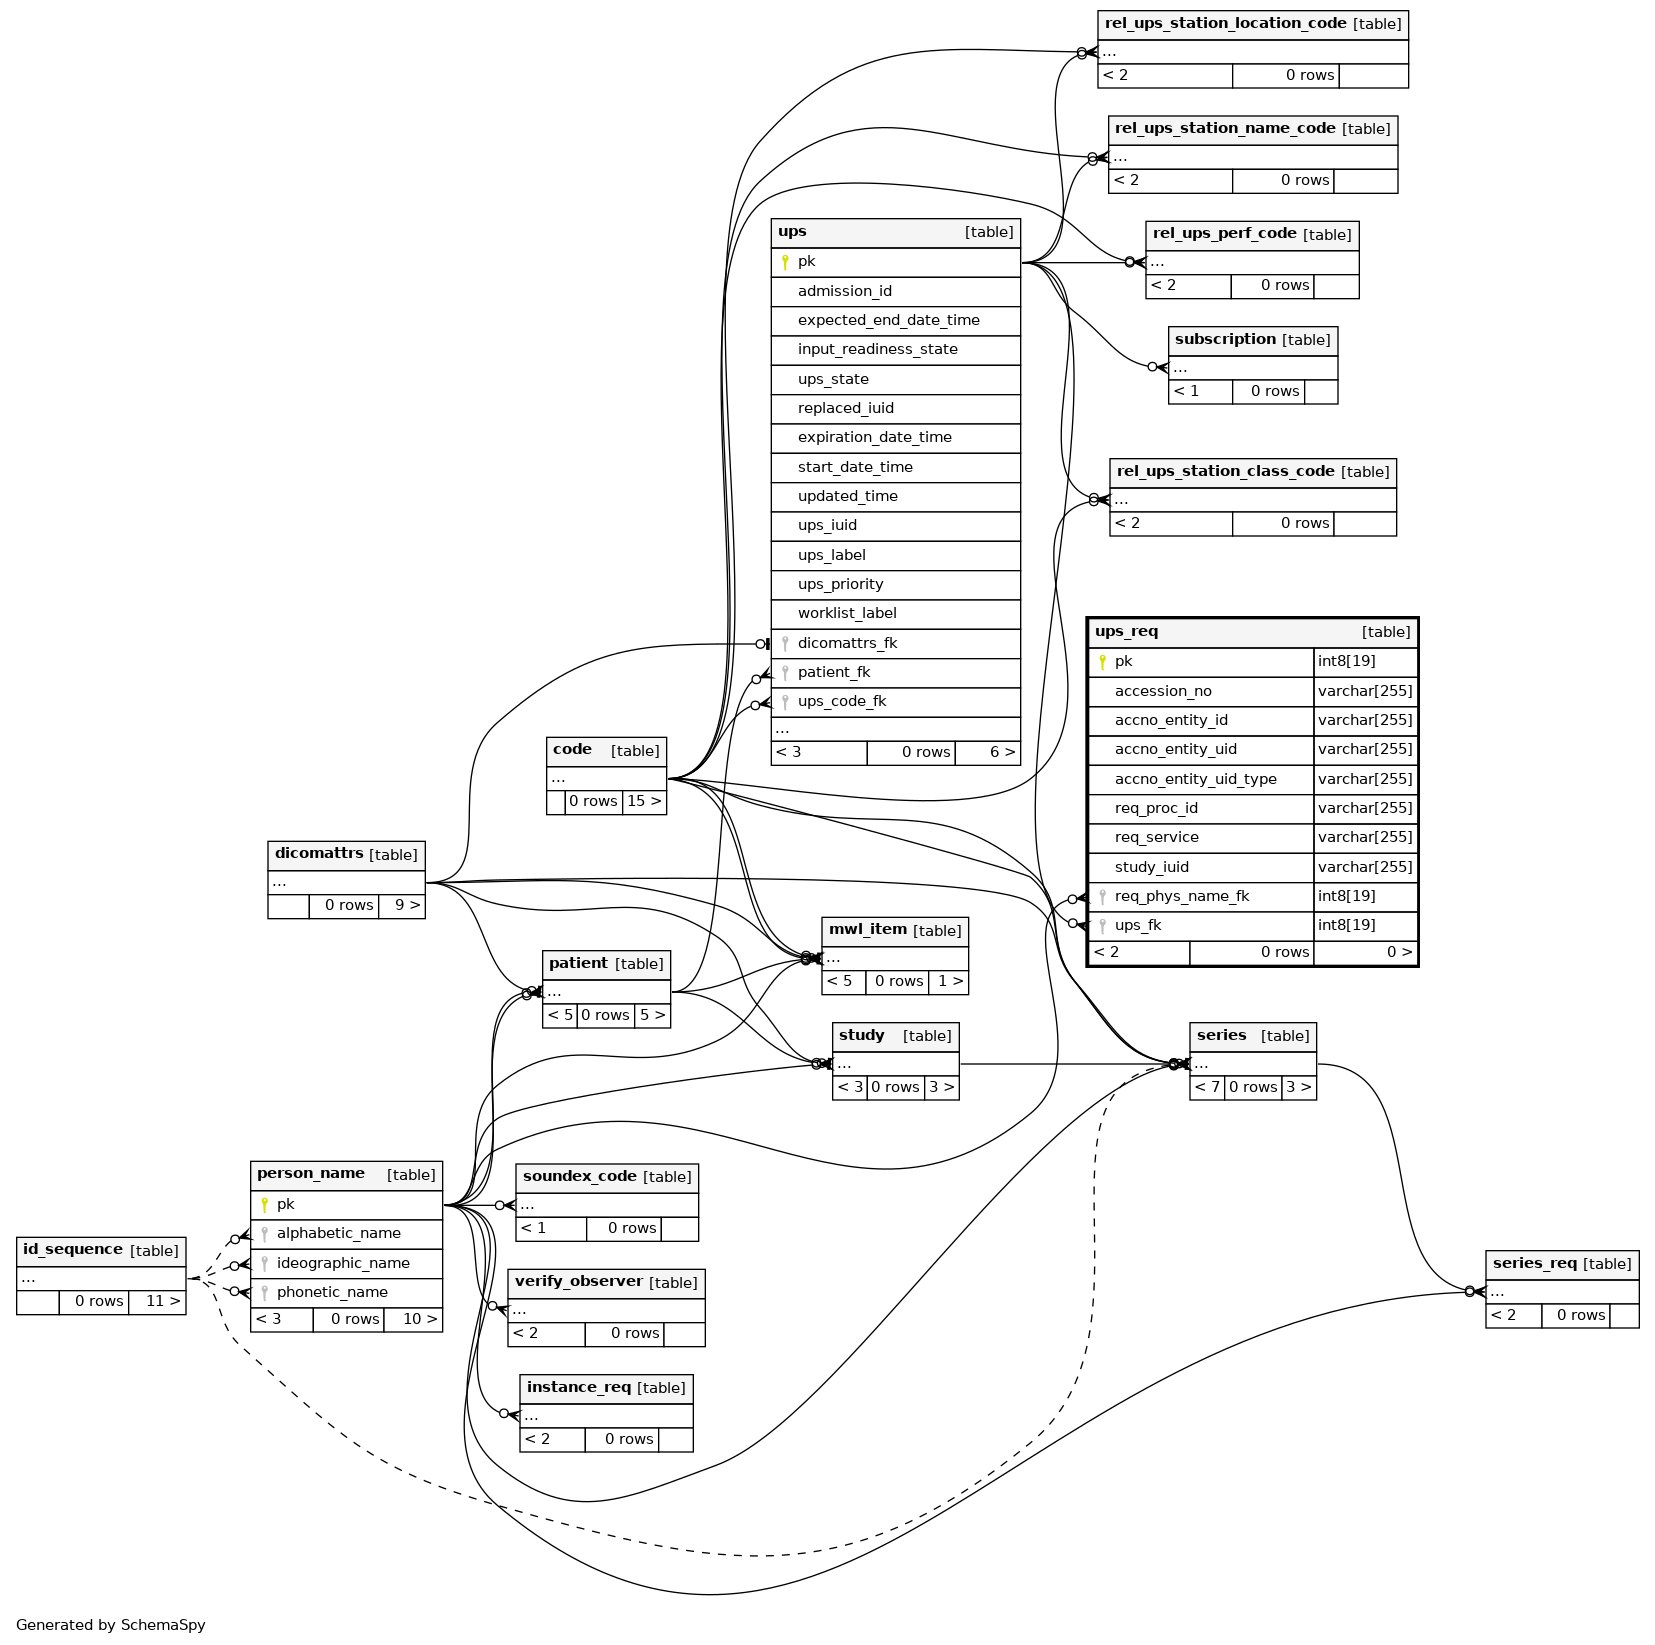 rel_ups_station_location_code [table]
...
< 2 0 rows
rel_ups_station_name_code [table]
...
< 2 0 rows
ups [table]
pk
admission_id
expected_end_date_time
input_readiness_state
ups_state
replaced_iuid
expiration_date_time
start_date_time
updated_time
ups_iuid
ups_label
ups_priority
worklist_label
dicomattrs_fk
patient_fk
ups_code_fk
...
< 3 0 rows 6 >
rel_ups_perf_code [table]
...
< 2 0 rows
subscription [table]
...
< 1 0 rows
rel_ups_station_class_code [table]
...
< 2 0 rows
ups_req [table]
pk int8[19]
accession_no varchar[255]
accno_entity_id varchar[255]
accno_entity_uid varchar[255]
accno_entity_uid_type varchar[255]
req_proc_id varchar[255]
req_service varchar[255]
study_iuid varchar[255]
req_phys_name_fk int8[19]
ups_fk int8[19]
< 2 0 rows 0 >
code [table]
...
0 rows 15 >
dicomattrs [table]
...
0 rows 9 >
mwl_item [table]
...
< 5 0 rows 1 >
patient [table]
...
< 5 0 rows 5 >
study [table]
...
< 3 0 rows 3 >
series [table]
...
< 7 0 rows 3 >
person_name [table]
pk
alphabetic_name
ideographic_name
phonetic_name
< 3 0 rows 10 >
soundex_code [table]
...
< 1 0 rows
id_sequence [table]
...
0 rows 11 >
verify_observer [table]
...
< 2 0 rows
series_req [table]
...
< 2 0 rows
instance_req [table]
...
< 2 0 rows
Generated by SchemaSpy